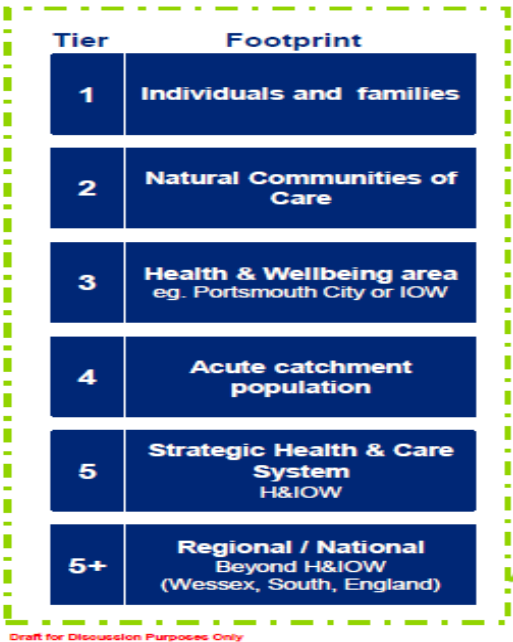 Tier Footprint
1 Individuals and families
2 Natural Communities of
Care
3 Health & Wellbeing area
eg. Portsmouth City or IOW
4 Acute catchment
population
5 Strategic Health & Care
System
H&IOW
5+ Regional / National
Beyond H&IOW
(Wessex, South, England)
Draft for Discussion Purposes Only